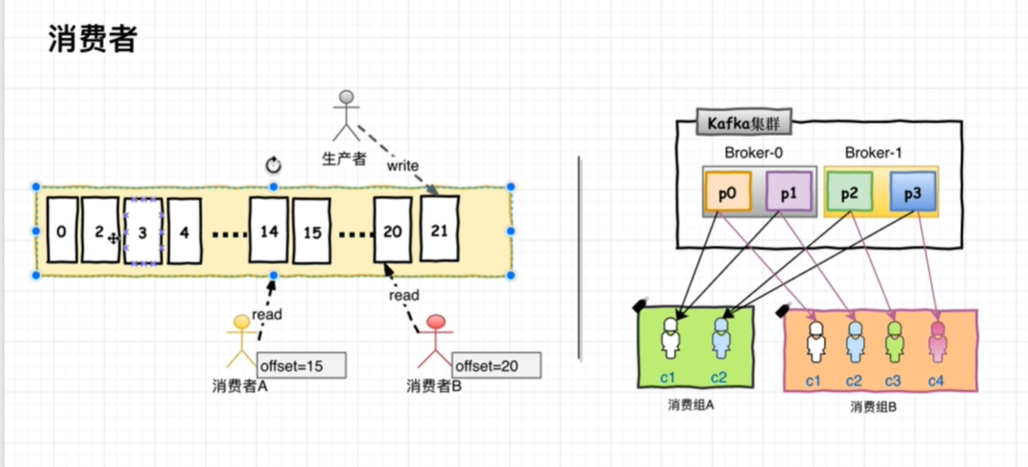 消费者
生产者
write
0
2
3
4
14
15
20
21
read
read
offset=15
offset=20
消费者A
消费者B
Kafka集群
Broker-0
Broker-1
p0
p1
p2
p3
c1
c2
c1
c2
c3
c4
消费组A
消费组B